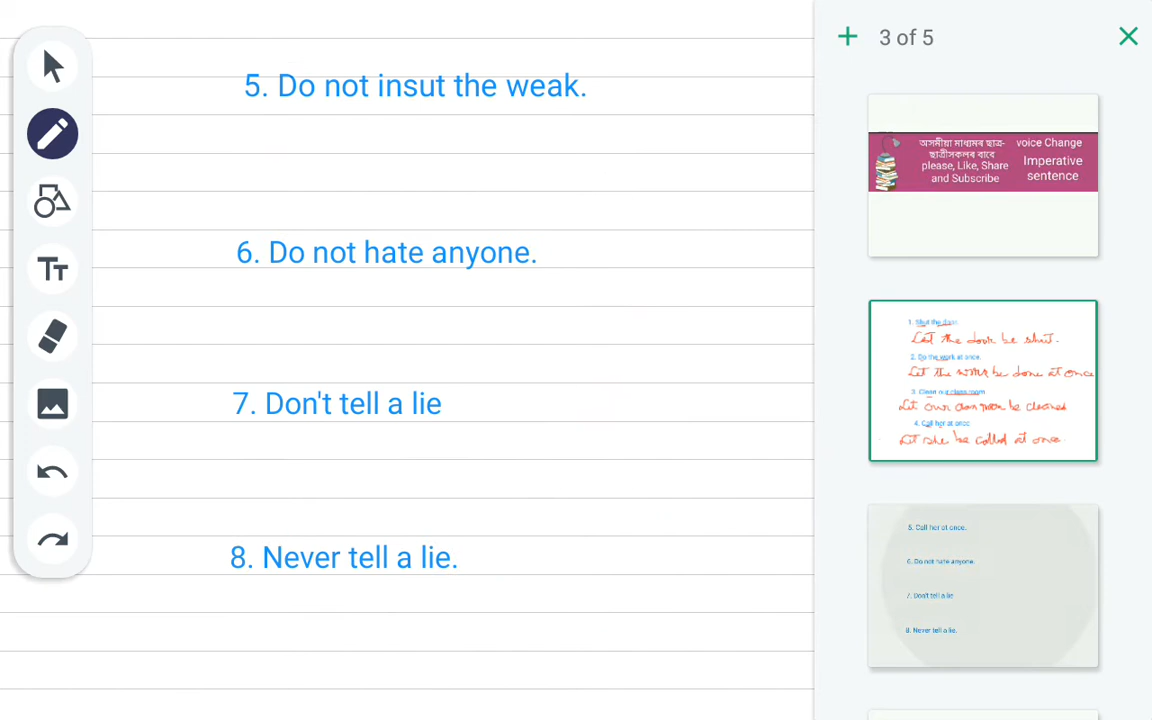 5. Do not insut the weak.
6. Do not hate anyone.
7. Don't tell a lie
8. Never tell a lie.
Tт
3 of 5
অসমীয়া মাধ্যমৰ ছাত্ৰ-
ছাত্ৰীসকলৰ বাবে
please, Like, Share
and Subscribe
voice Change
Imperative
sentence
1. Shut the door.
Let the door be shut.
2. Do the work at once.
Let the work be done at once
3. Clean our class room
Let our class room be cleaned
4. Call her at once
Let she be called at once.
5. Call her at once.
6. Do not hate anyone.
7. Don't tell a lie
8. Never tell a lie.